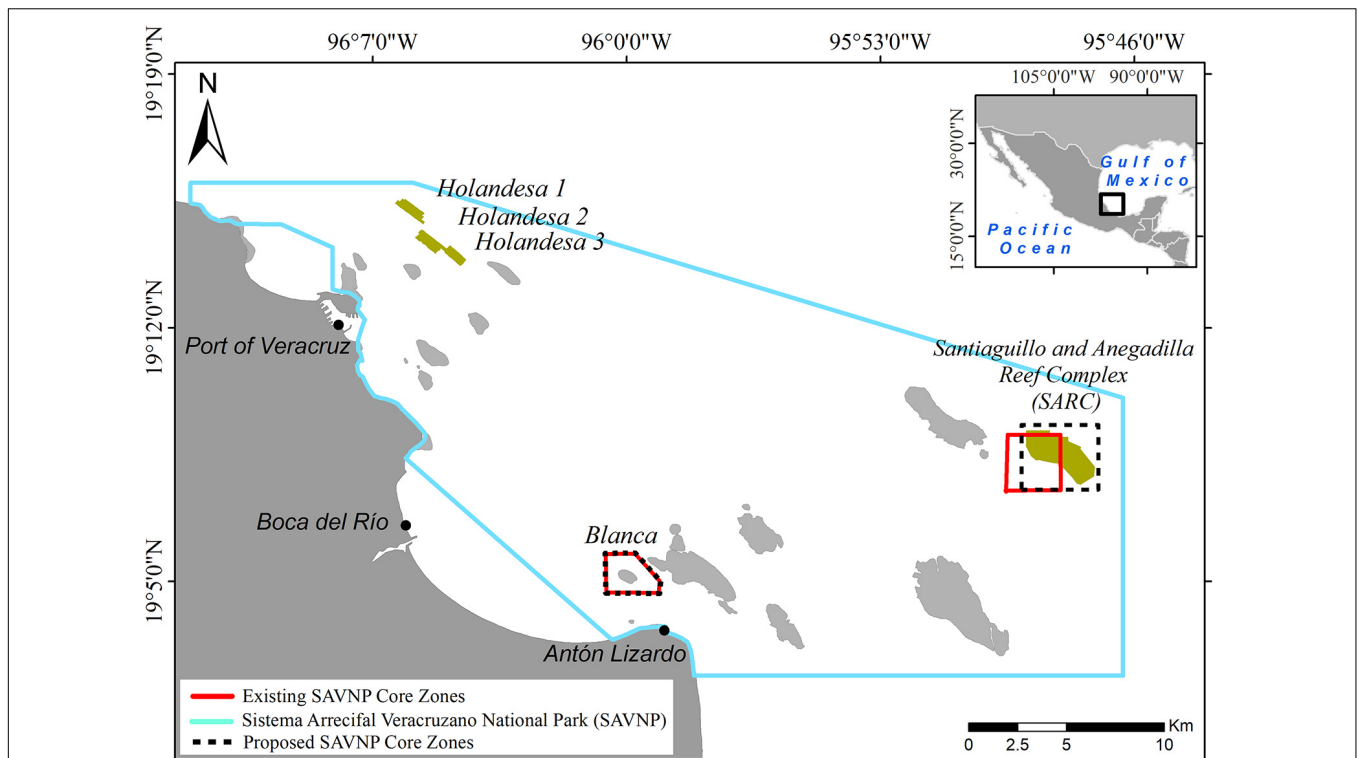 96°7'0"W
96°0'0"W
95°53'0"W
95°46'0"W
19°19'0"N
19°12'0"N
19°5'0"N
N
105°0'0"W
90°0'0"W
30°0'0"N
15°0'0"N
Gulf of
Mexico
Pacific
Ocean
Holandesa 1
Holandesa 2
Holandesa 3
Port of Veracruz
Santiaguillo and Anegadilla
Reef Complex
(SARC)
Boca del Río
Blanca
Antón Lizardo
Existing SAVNP Core Zones
Sistema Arrecifal Veracruzano National Park (SAVNP)
Proposed SAVNP Core Zones
Km
0 2.5 5 10